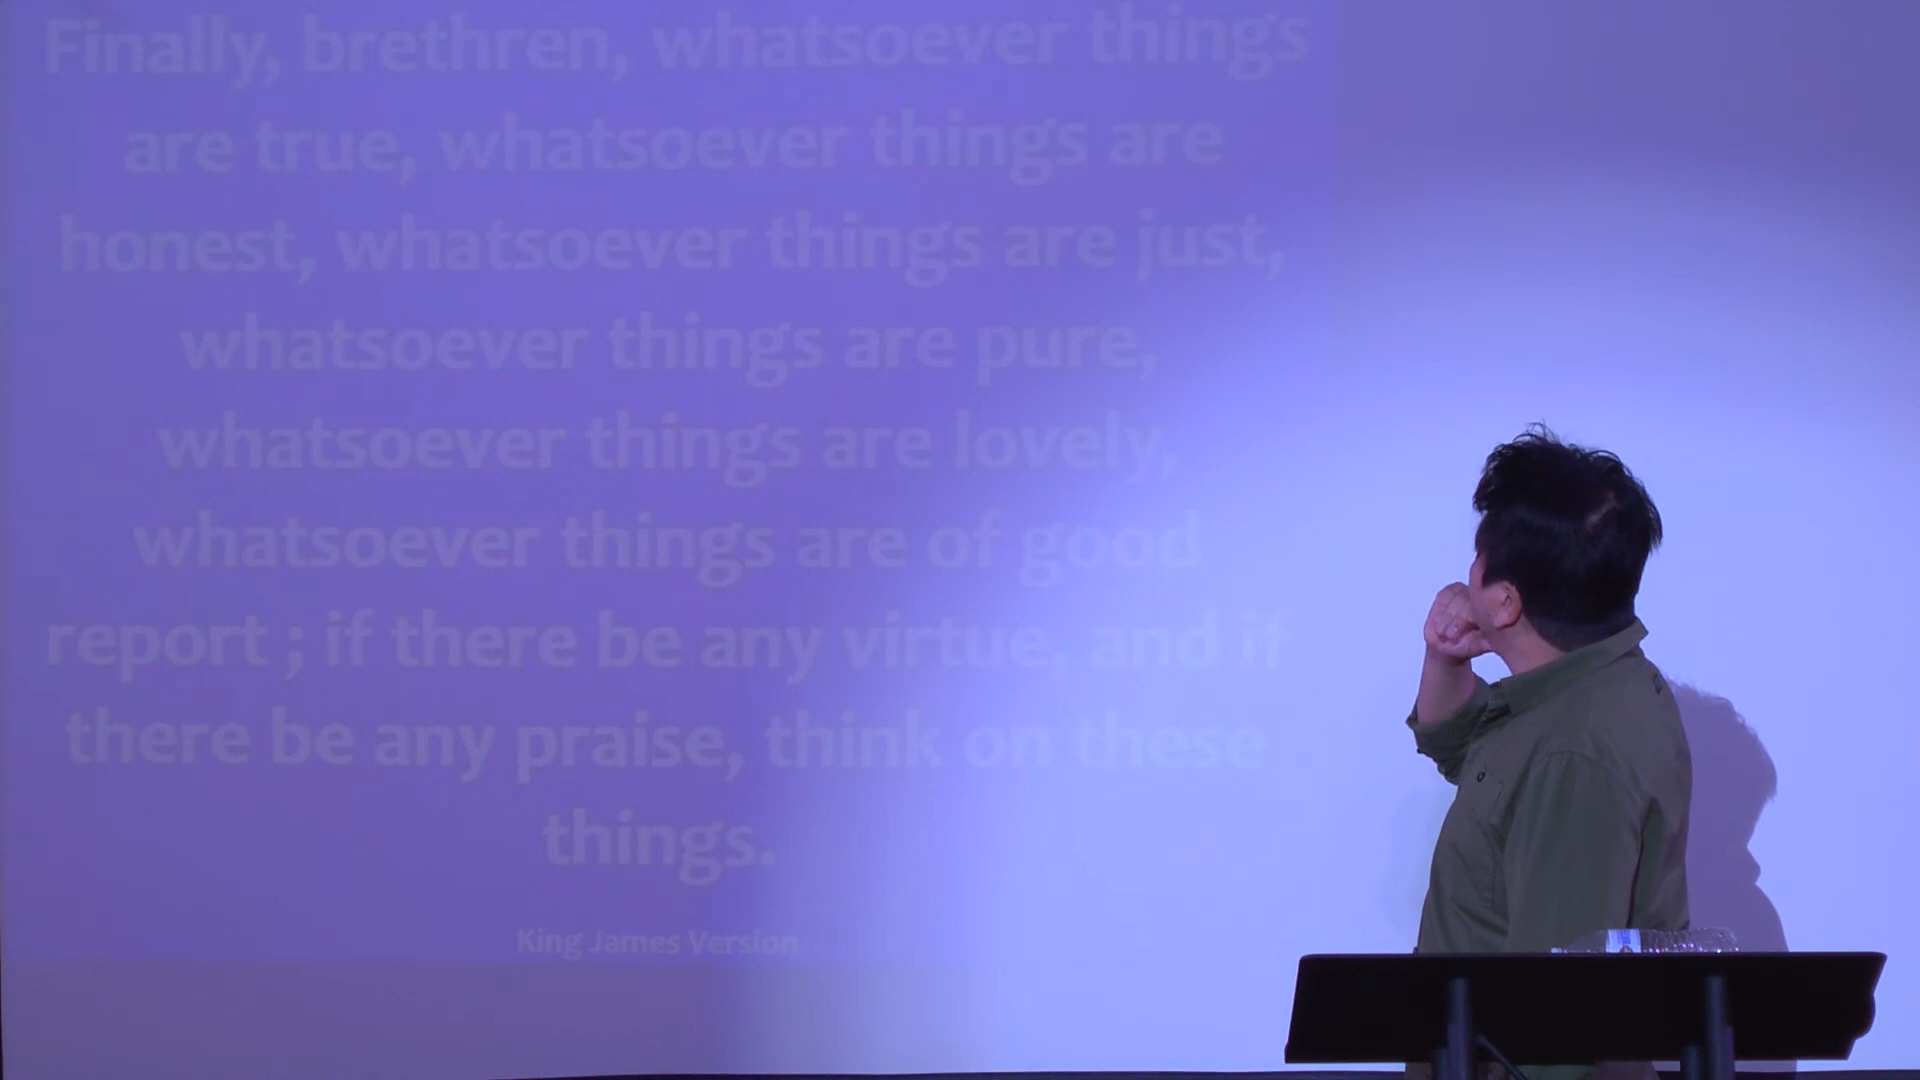 Finally, brethren, whatsoever things
are true, whatsoever things are
honest, whatsoever things are just,
whatsoever things are pure,
whatsoever things are lovely,
whatsoever things are of good
report ; if there be any virtue, and if
there be any praise, think on these
things.
King James Version